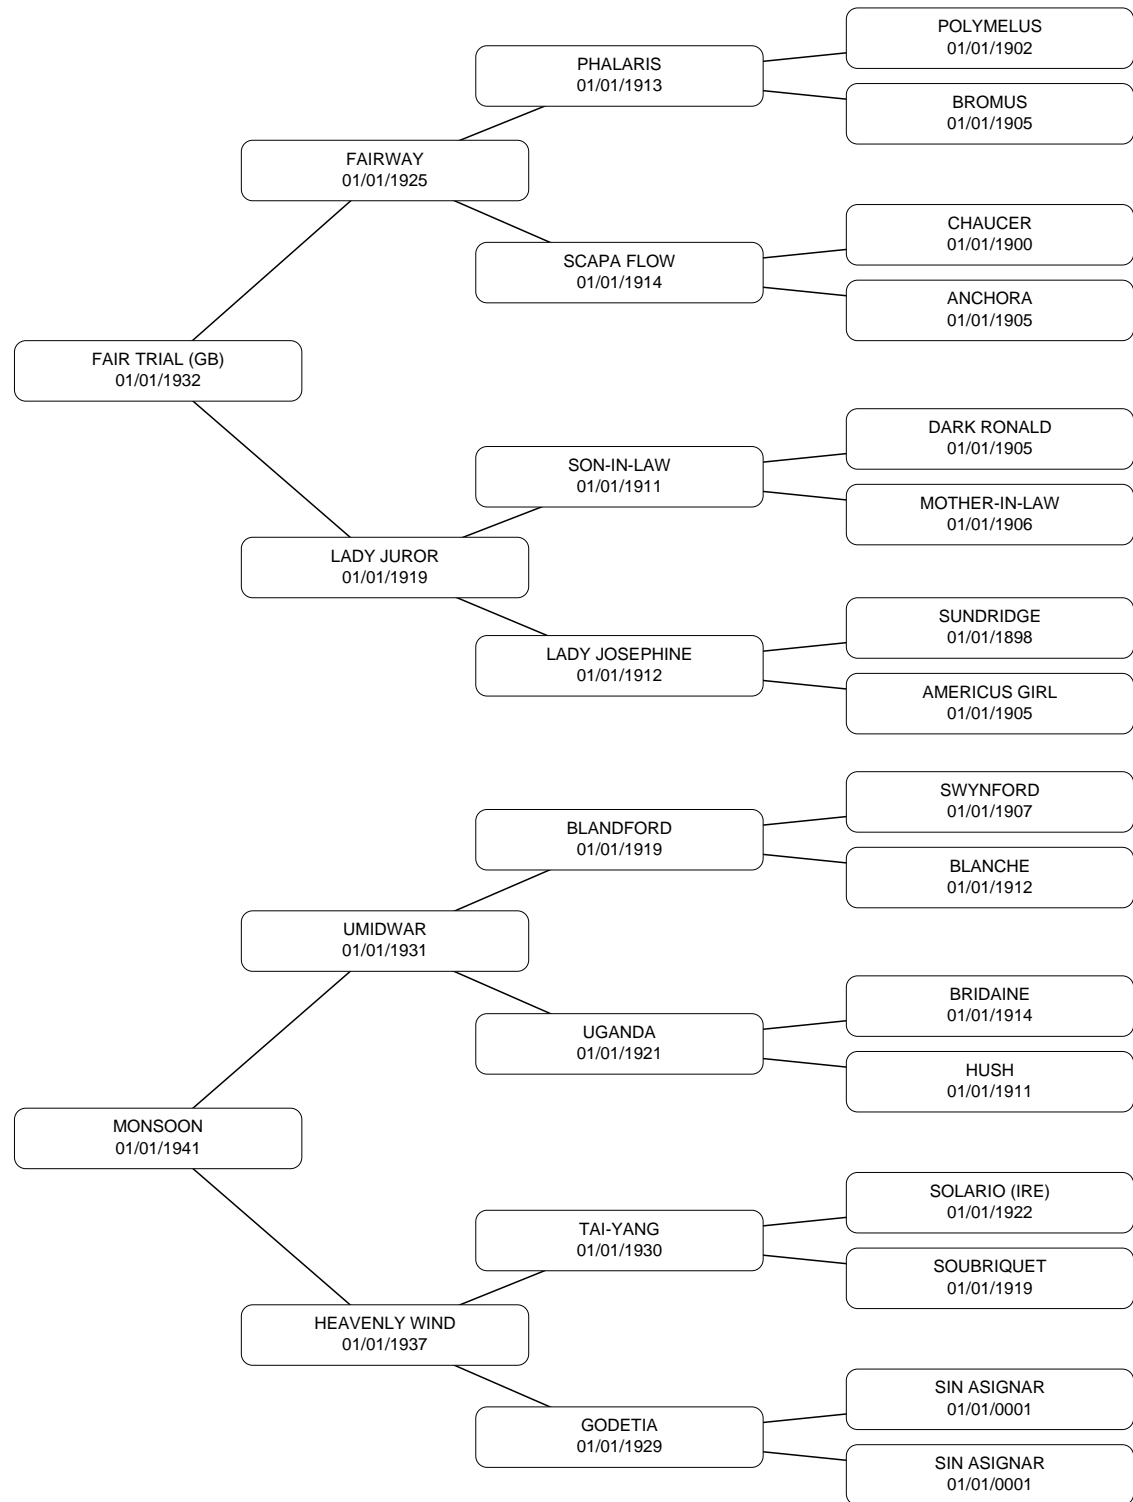 POLYMELUS
01/01/1902
PHALARIS
01/01/1913
BROMUS
01/01/1905
FAIRWAY
01/01/1925
CHAUCER
01/01/1900
SCAPA FLOW
01/01/1914
ANCHORA
01/01/1905
FAIR TRIAL (GB)
01/01/1932
DARK RONALD
01/01/1905
SON-IN-LAW
01/01/1911
MOTHER-IN-LAW
01/01/1906
LADY JUROR
01/01/1919
SUNDRIDGE
01/01/1898
LADY JOSEPHINE
01/01/1912
AMERICUS GIRL
01/01/1905
SWYNFORD
01/01/1907
BLANDFORD
01/01/1919
BLANCHE
01/01/1912
UMIDWAR
01/01/1931
BRIDAINE
01/01/1914
UGANDA
01/01/1921
HUSH
01/01/1911
MONSOON
01/01/1941
SOLARIO (IRE)
01/01/1922
TAI-YANG
01/01/1930
SOUBRIQUET
01/01/1919
HEAVENLY WIND
01/01/1937
SIN ASIGNAR
01/01/0001
GODETIA
01/01/1929
SIN ASIGNAR
01/01/0001